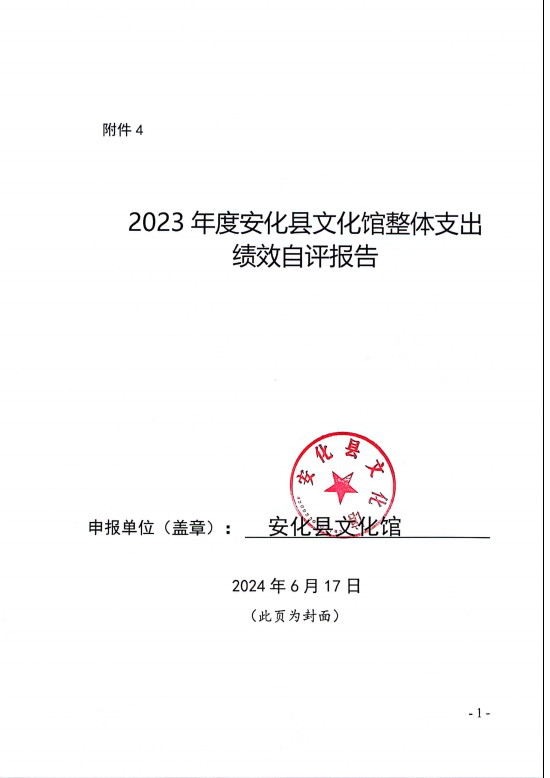 附件 4
2023 年度安化县文化馆整体支出
绩效自评报告
安化县文化馆
申报单位（盖章）： 安化县文化馆
2024 年 6 月 17 日
（此页为封面）
- 1 -